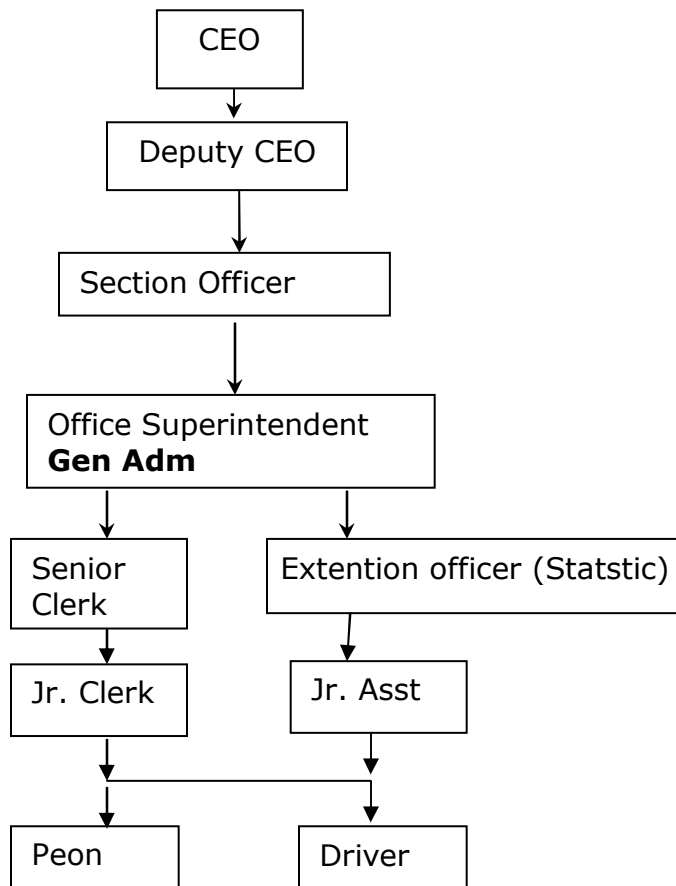 CEO
Deputy CEO
Section Officer
Office Superintendent
Gen Adm
Senior
Clerk
Extention officer (Statstic)
Jr. Clerk
Jr. Asst
Peon
Driver